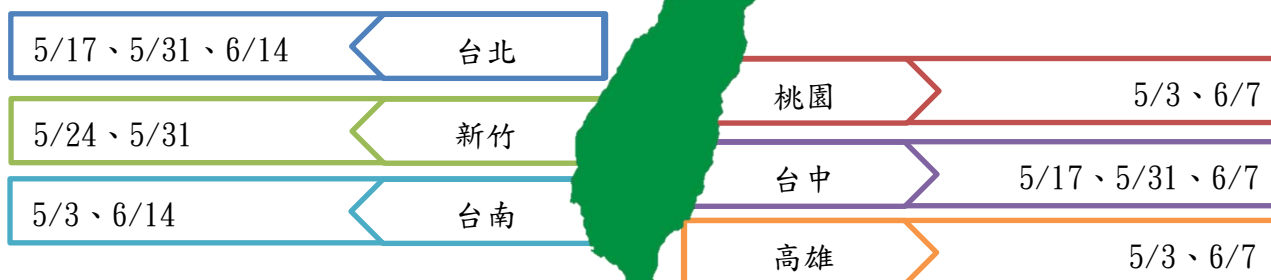 5/17、5/31、6/14 台北
5/24、5/31 新竹
5/3、6/14 台南
桃園 5/3、6/7
台中 5/17、5/31、6/7
高雄 5/3、6/7